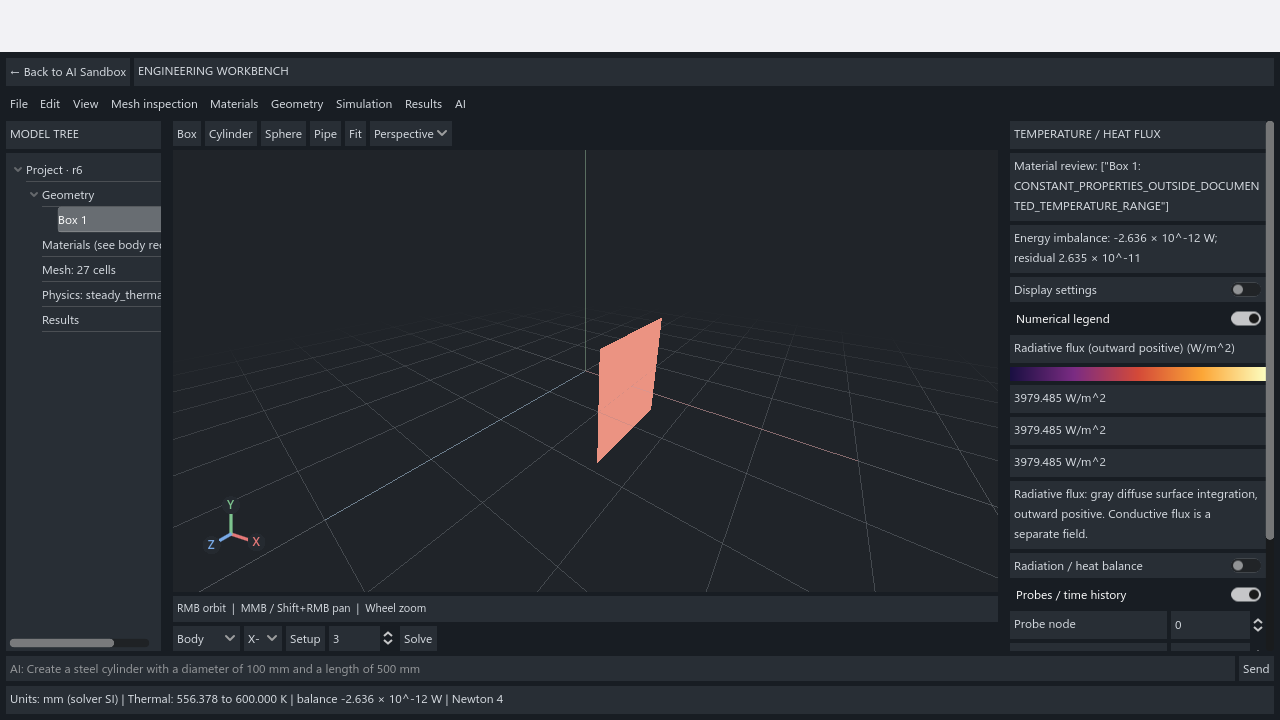 ← Back to AI Sandbox
ENGINEERING WORKBENCH
File Edit View Mesh inspection Materials Geometry Simulation Results AI
MODEL TREE
Project · r6
Geometry
Box 1
Materials (see body rec
Mesh: 27 cells
Physics: steady_therma
Results
Box Cylinder Sphere Pipe Fit Perspective
Y
Z
X
RMB orbit | MMB / Shift+RMB pan | Wheel zoom
Body X- Setup 3 Solve
TEMPERATURE / HEAT FLUX
Material review: ["Box 1:
CONSTANT_PROPERTIES_OUTSIDE_DOCUMEN
TED_TEMPERATURE_RANGE"]
Energy imbalance: -2.636 × 10^-12 W;
residual 2.635 × 10^-11
Display settings
Numerical legend
Radiative flux (outward positive) (W/m^2)
3979.485 W/m^2
3979.485 W/m^2
3979.485 W/m^2
Radiative flux: gray diffuse surface integration,
outward positive. Conductive flux is a
separate field.
Radiation / heat balance
Probes / time history
Probe node 0
AI: Create a steel cylinder with a diameter of 100 mm and a length of 500 mm
Send
Units: mm (solver SI) | Thermal: 556.378 to 600.000 K | balance -2.636 × 10^-12 W | Newton 4